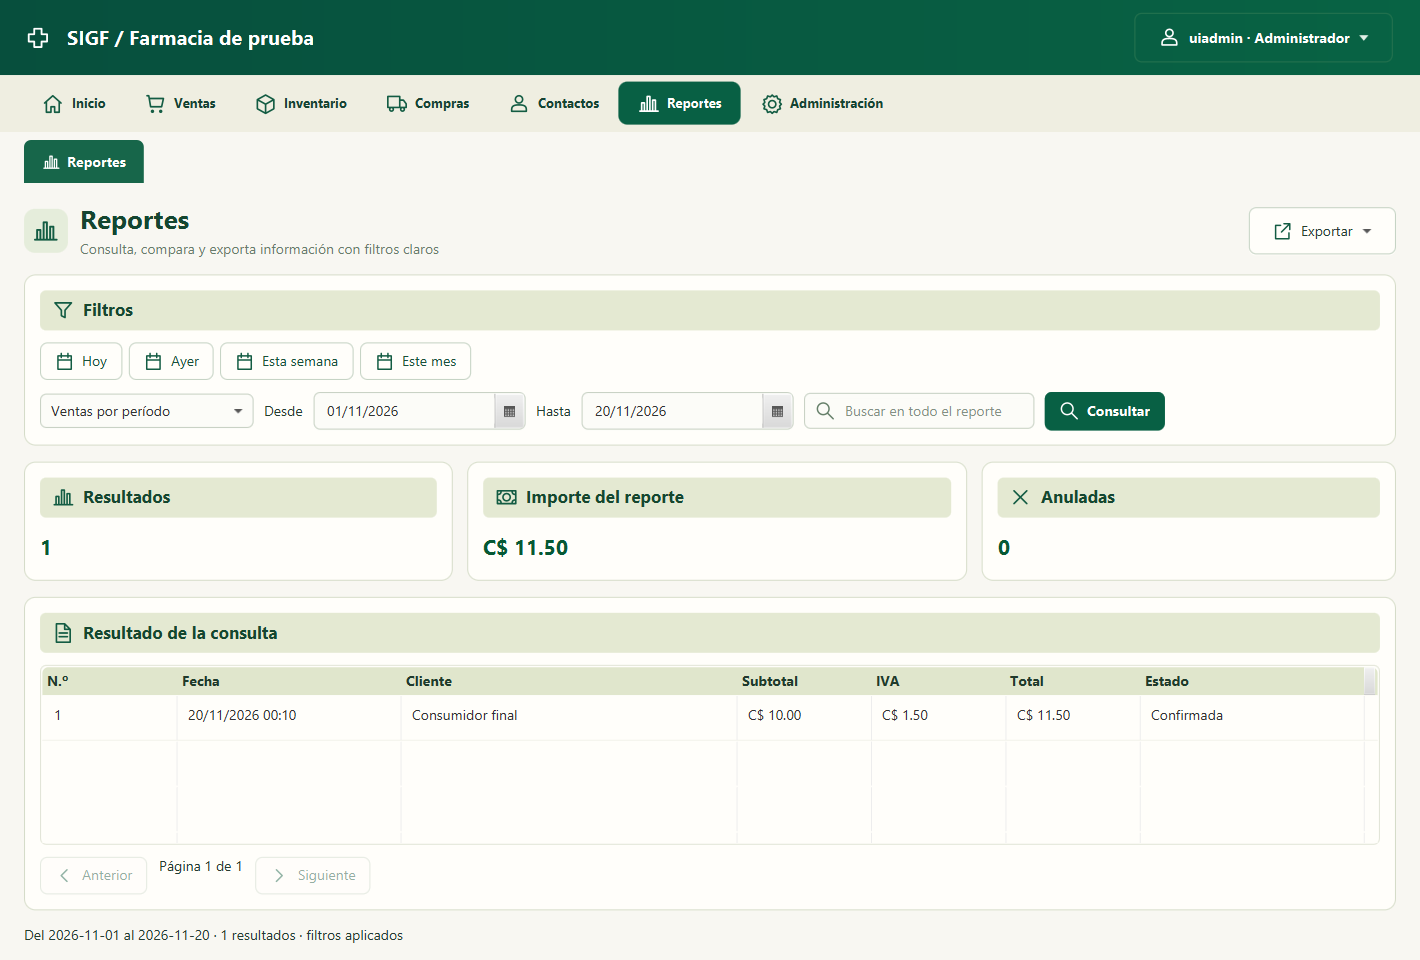 SIGF / Farmacia de prueba
uiadmin · Administrador
Inicio
Ventas
Inventario
Compras
Contactos
Reportes
Administración
Reportes
Reportes
Consulta, compara y exporta información con filtros claros
Exportar
Filtros
Hoy
Ayer
Esta semana
Este mes
Ventas por período
Desde
01/11/2026
Hasta
20/11/2026
Buscar en todo el reporte
Consultar
Resultados
1
Importe del reporte
C$ 11.50
Anuladas
0
Resultado de la consulta
N.º Fecha Cliente Subtotal IVA Total Estado
1 20/11/2026 00:10 Consumidor final C$ 10.00 C$ 1.50 C$ 11.50 Confirmada
Anterior
Página 1 de 1
Siguiente
Del 2026-11-01 al 2026-11-20 · 1 resultados · filtros aplicados